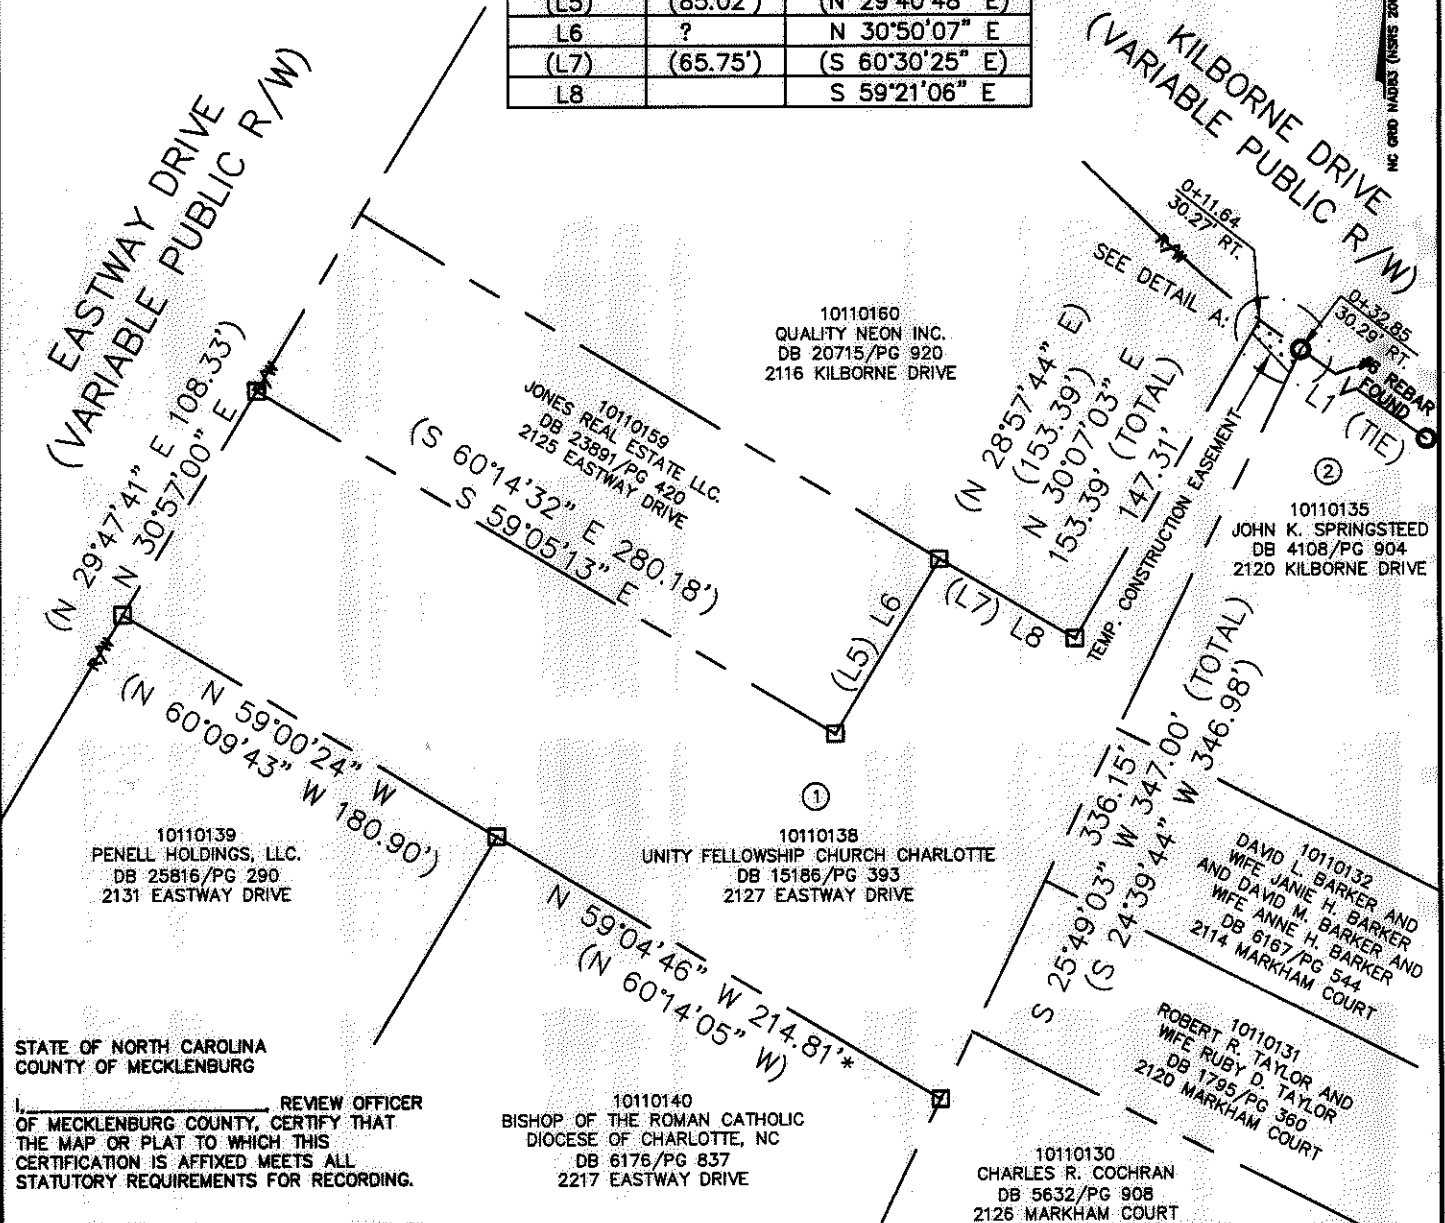 (L5) (85.02') (N 29°40'48" E)
L6 ? N 30°50'07" E
(L7) (65.75') (S 60°30'25" E)
L8 S 59°21'06" E
EASTWAY DRIVE
(VARIABLE PUBLIC R/W)
KILBORNE DRIVE
(VARIABLE PUBLIC R/W)
NC GRID NAD83 (NSRS
0+11.64
30.27' RT.
R/W
SEE DETAIL A:
0+32.85
30.29' RT.
#6 REBAR
FOUND
L1
(TIE)
10110160
QUALITY NEON INC.
DB 20715/PG 920
2116 KILBORNE DRIVE
10110159
JONES REAL ESTATE LLC.
DB 23891/PG 420
2125 EASTWAY DRIVE
(S 60°14'32" E 280.18')
S 59°05'13" E
(N 29°47'41" E 108.33')
N 30°57'00" E
R/W
R/W
(N 28°57'44" E)
(153.39')
N 30°07'03" E
153.39' (TOTAL)
147.31'
TEMP. CONSTRUCTION EASEMENT
2
10110135
JOHN K. SPRINGSTEED
DB 4108/PG 904
2120 KILBORNE DRIVE
(L5) L6
(L7) L8
N 59°00'24" W
(N 60°09'43" W 180.90')
336.15'
S 25°49'03" W 347.00' (TOTAL)
(S 24°39'44" W 346.98')
1
10110139
PENELL HOLDINGS, LLC.
DB 25816/PG 290
2131 EASTWAY DRIVE
10110138
UNITY FELLOWSHIP CHURCH CHARLOTTE
DB 15186/PG 393
2127 EASTWAY DRIVE
10110132
DAVID L. BARKER AND
WIFE JANIE H. BARKER
AND DAVID M. BARKER AND
WIFE ANNE H. BARKER
DB 6167/PG 544
2114 MARKHAM COURT
N 59°04'46" W 214.81'*
(N 60°14'05" W)
10110131
ROBERT R. TAYLOR AND
WIFE RUBY D. TAYLOR
DB 1795/PG 360
2120 MARKHAM COURT
STATE OF NORTH CAROLINA
COUNTY OF MECKLENBURG
I,____________________ REVIEW OFFICER
OF MECKLENBURG COUNTY, CERTIFY THAT
THE MAP OR PLAT TO WHICH THIS
CERTIFICATION IS AFFIXED MEETS ALL
STATUTORY REQUIREMENTS FOR RECORDING.
10110140
BISHOP OF THE ROMAN CATHOLIC
DIOCESE OF CHARLOTTE, NC
DB 6176/PG 837
2217 EASTWAY DRIVE
10110130
CHARLES R. COCHRAN
DB 5632/PG 908
2126 MARKHAM COURT